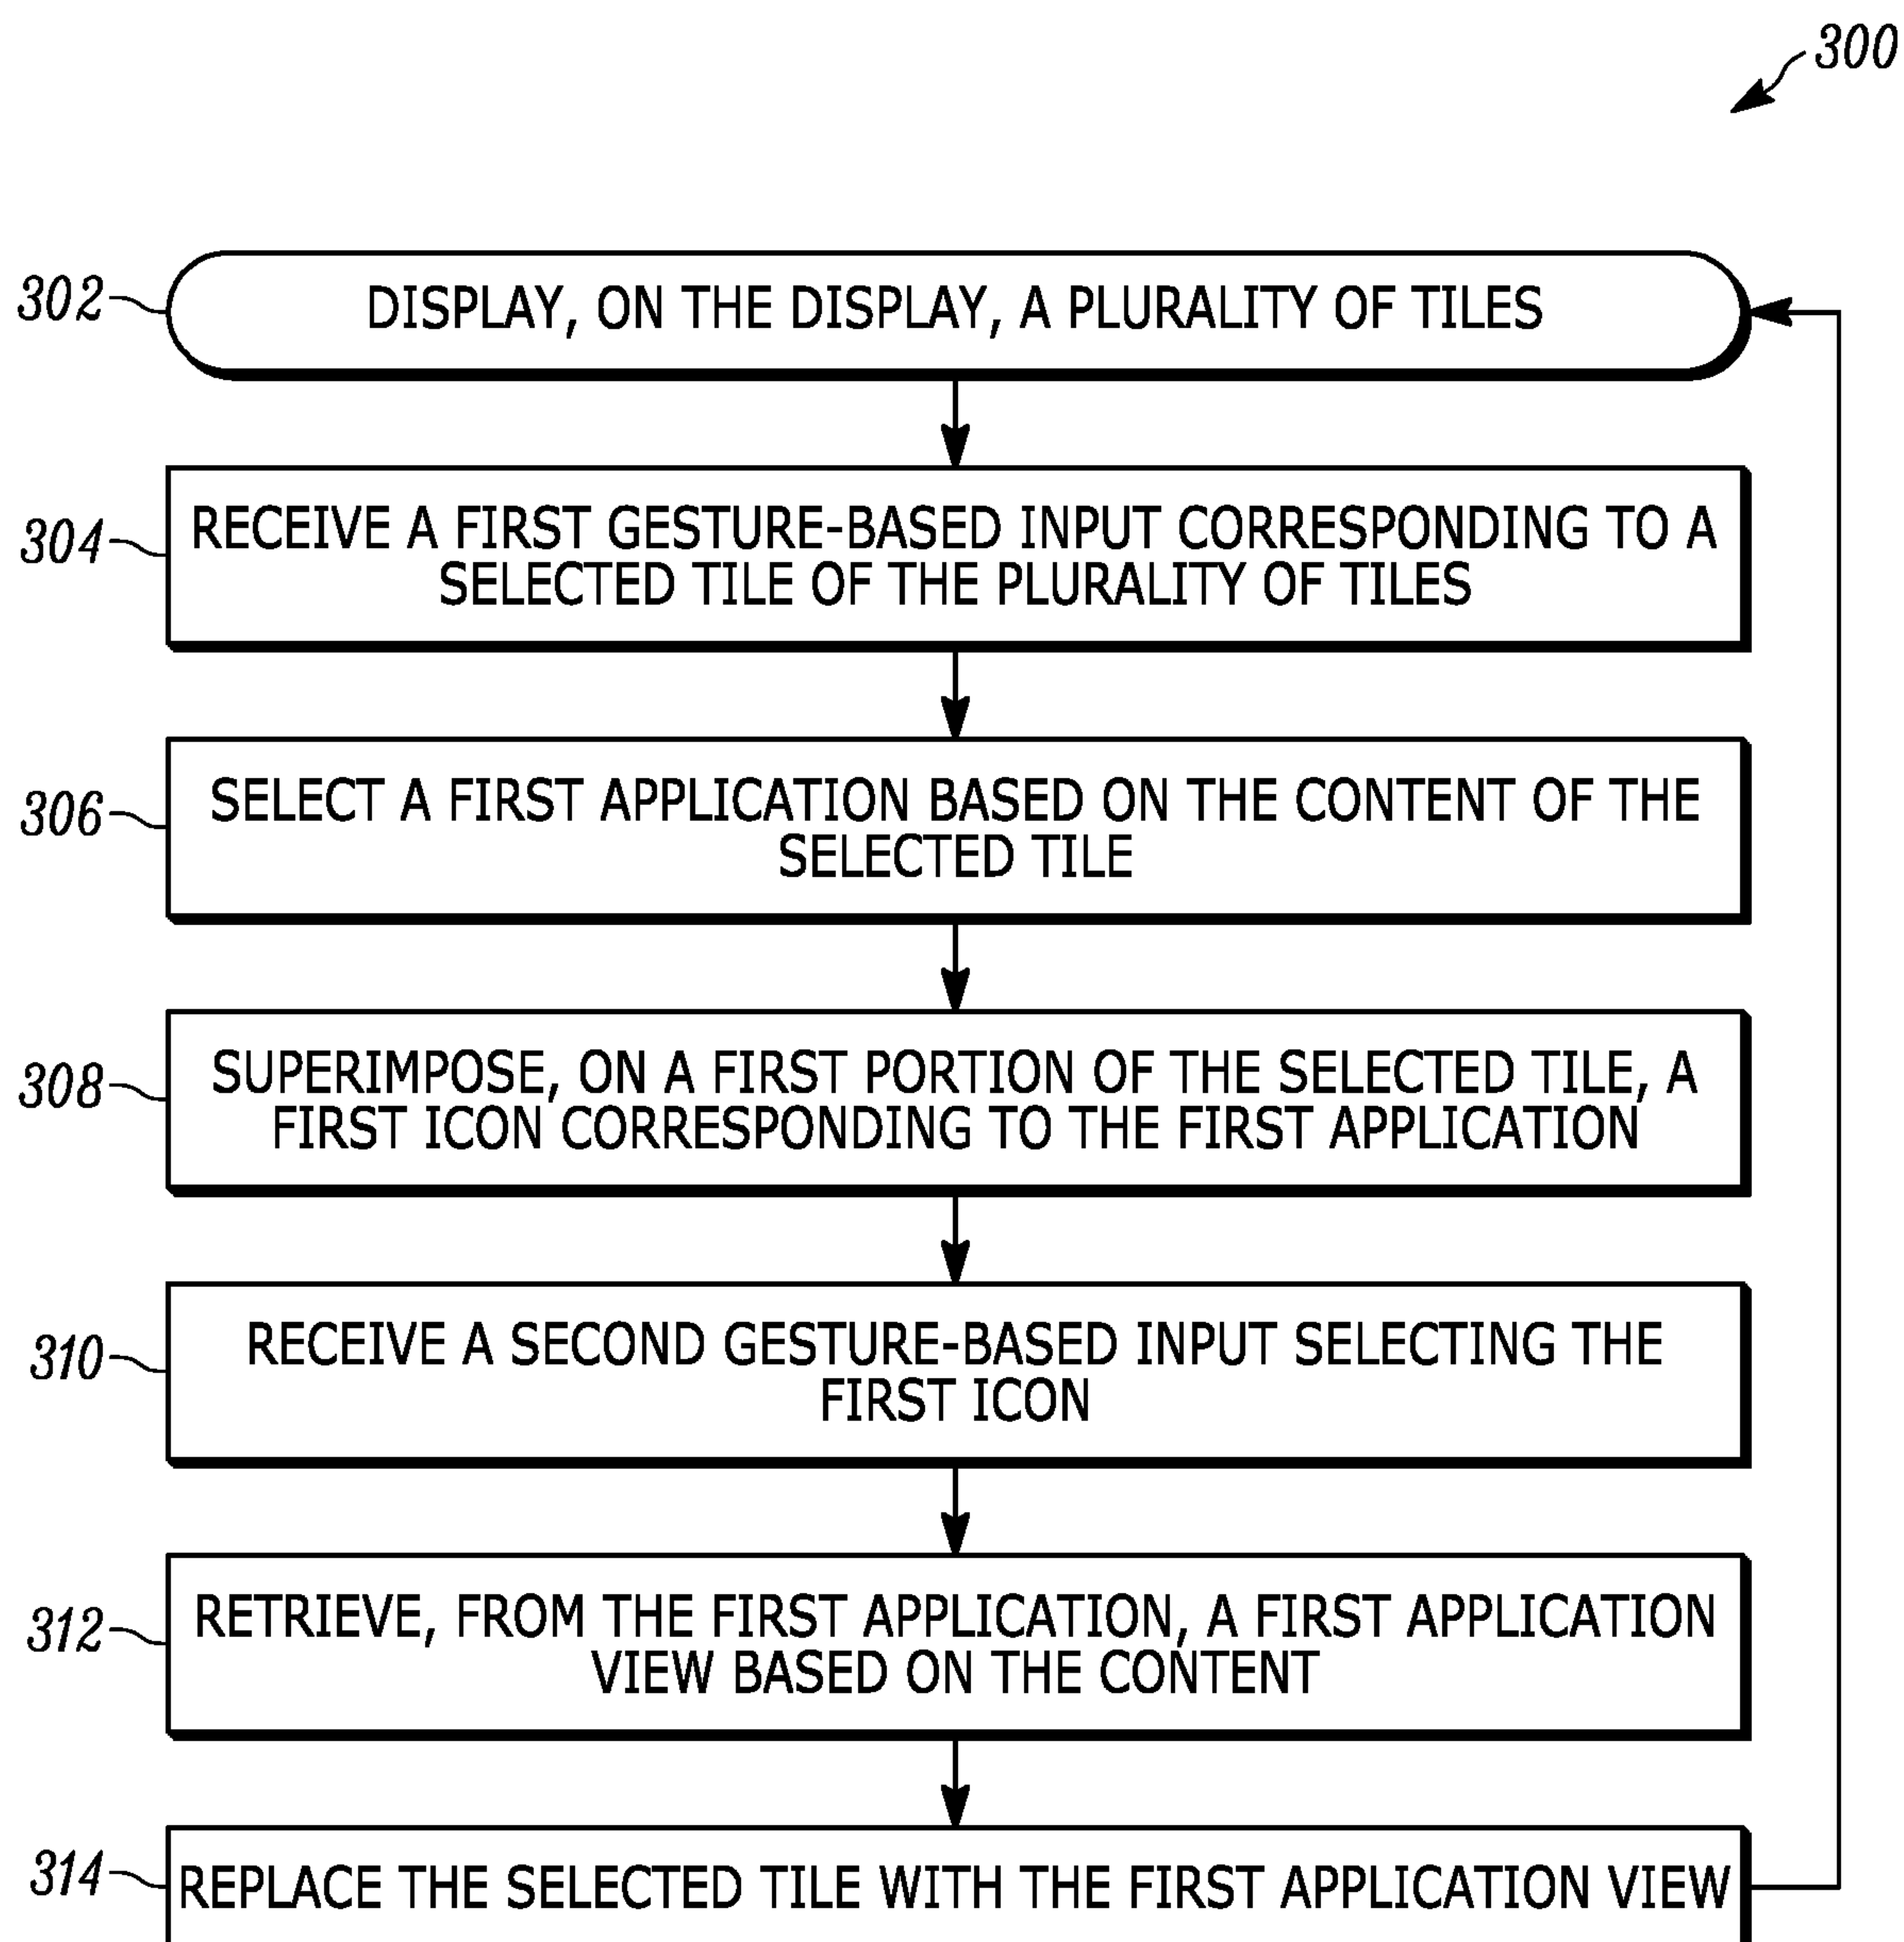 300
302
DISPLAY, ON THE DISPLAY, A PLURALITY OF TILES
304
RECEIVE A FIRST GESTURE-BASED INPUT CORRESPONDING TO A
SELECTED TILE OF THE PLURALITY OF TILES
306
SELECT A FIRST APPLICATION BASED ON THE CONTENT OF THE
SELECTED TILE
308
SUPERIMPOSE, ON A FIRST PORTION OF THE SELECTED TILE, A
FIRST ICON CORRESPONDING TO THE FIRST APPLICATION
310
RECEIVE A SECOND GESTURE-BASED INPUT SELECTING THE
FIRST ICON
312
RETRIEVE, FROM THE FIRST APPLICATION, A FIRST APPLICATION
VIEW BASED ON THE CONTENT
314
REPLACE THE SELECTED TILE WITH THE FIRST APPLICATION VIEW